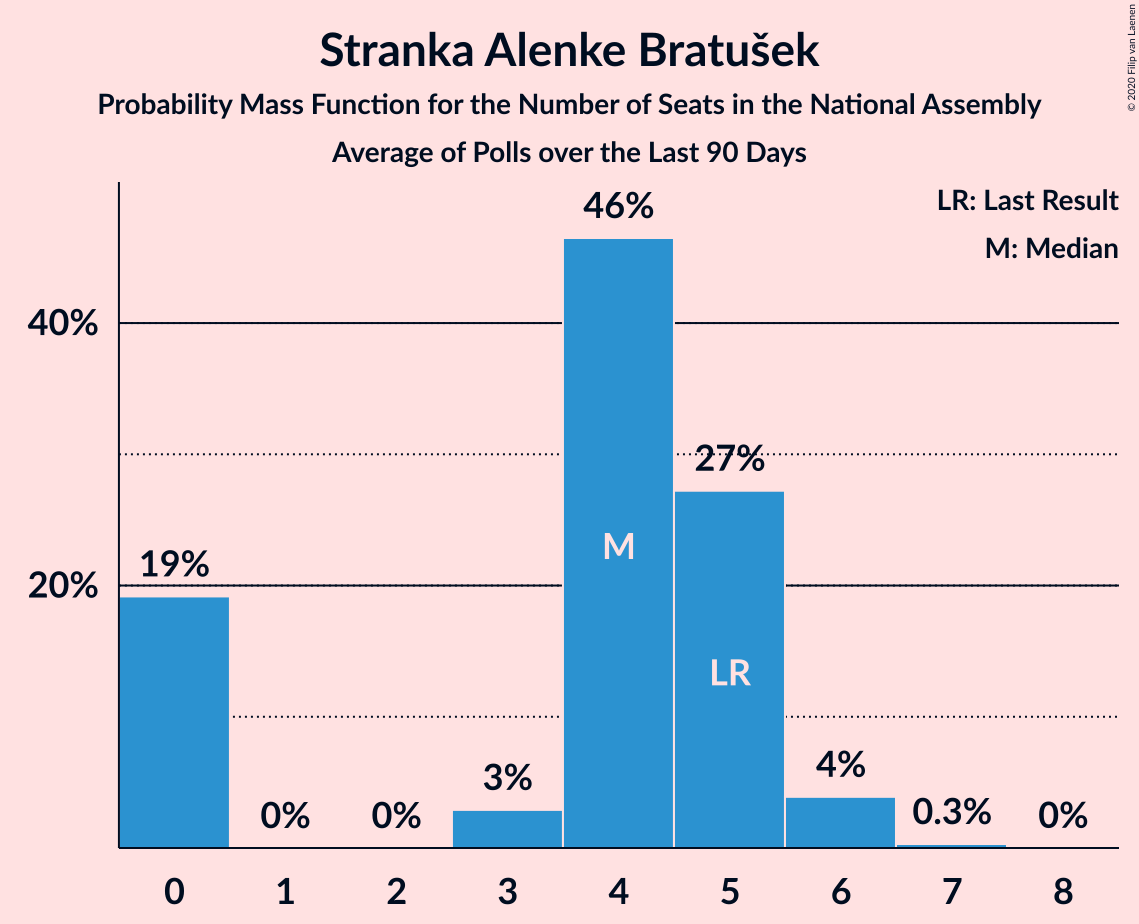 Stranka Alenke Bratušek
Probability Mass Function for the Number of Seats in the National Assembly
Average of Polls over the Last 90 Days
© 2020 Filip van Laenen
LR: Last Result
M: Median
46%
40%
27%
M
19%
20%
LR
3%
4%
0%
0%
0.3%
0%
0 1 2 3 4 5 6 7 8